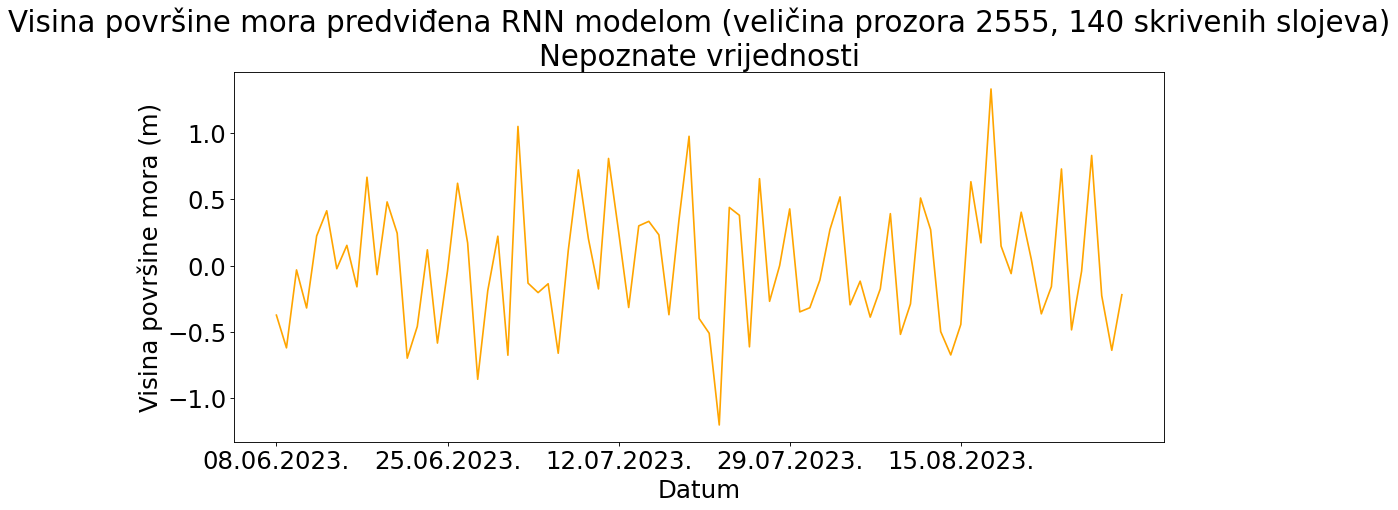 Visina površine mora predviđena RNN modelom (veličina prozora 2555, 140 skrivenih slojeva)
Nepoznate vrijednosti
Visina površine mora (m)
1.0
0.5
0.0
−0.5
−1.0
08.06.2023.
25.06.2023.
12.07.2023.
29.07.2023.
15.08.2023.
Datum